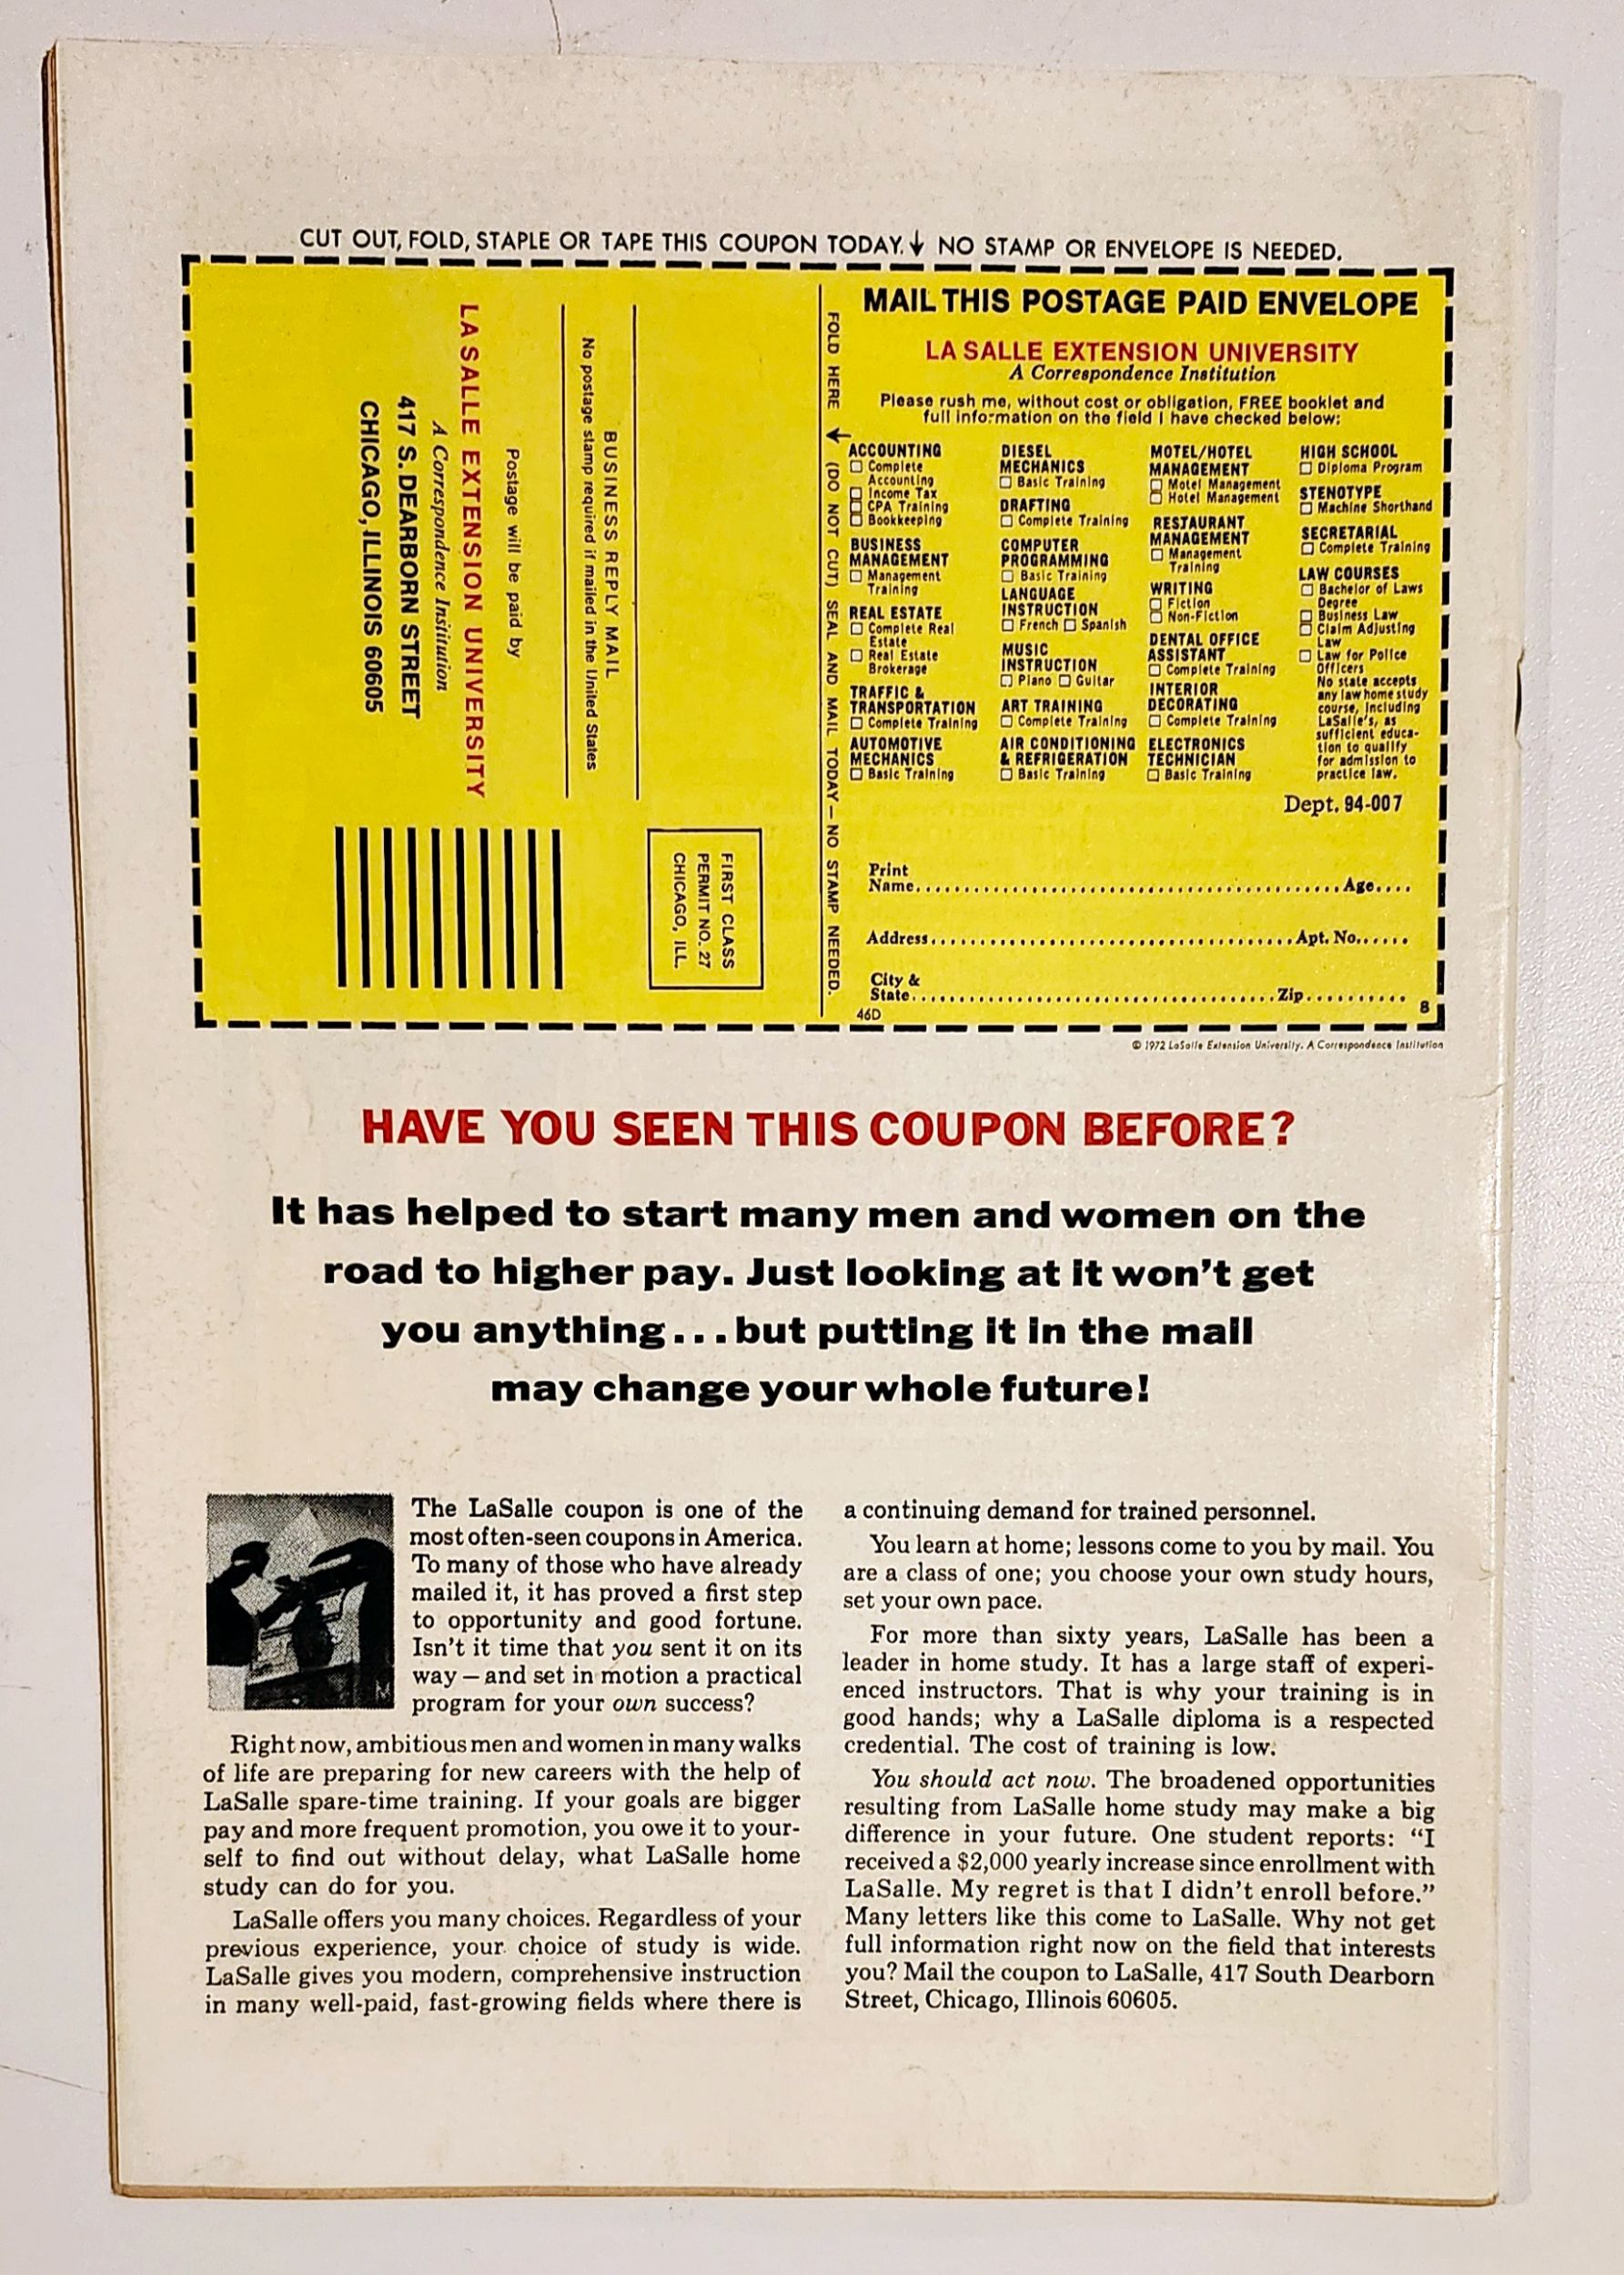 CUT OUT, FOLD, STAPLE OR TAPE THIS COUPON TODAY. ↓ NO STAMP OR ENVELOPE IS NEEDED.
BUSINESS REPLY MAIL
No postage stamp required if mailed in the United States
Postage will be paid by
LA SALLE EXTENSION UNIVERSITY
A Correspondence Institution
417 S. DEARBORN STREET
CHICAGO, ILLINOIS 60605
FIRST CLASS
PERMIT NO. 27
CHICAGO, ILL.
FOLD HERE ↓ (DO NOT CUT) SEAL AND MAIL TODAY — NO STAMP NEEDED.
MAIL THIS POSTAGE PAID ENVELOPE
LA SALLE EXTENSION UNIVERSITY
A Correspondence Institution
Please rush me, without cost or obligation, FREE booklet and
full information on the field I have checked below:
ACCOUNTING
☐ Complete
Accounting
☐ Income Tax
☐ CPA Training
☐ Bookkeeping
BUSINESS
MANAGEMENT
☐ Management
Training
REAL ESTATE
☐ Complete Real
Estate
☐ Real Estate
Brokerage
TRAFFIC &
TRANSPORTATION
☐ Complete Training
AUTOMOTIVE
MECHANICS
☐ Basic Training
DIESEL
MECHANICS
☐ Basic Training
DRAFTING
☐ Complete Training
COMPUTER
PROGRAMMING
☐ Basic Training
LANGUAGE
INSTRUCTION
☐ French ☐ Spanish
MUSIC
INSTRUCTION
☐ Piano ☐ Guitar
ART TRAINING
☐ Complete Training
AIR CONDITIONING
& REFRIGERATION
☐ Basic Training
MOTEL/HOTEL
MANAGEMENT
☐ Motel Management
☐ Hotel Management
RESTAURANT
MANAGEMENT
☐ Management
Training
WRITING
☐ Fiction
☐ Non-Fiction
DENTAL OFFICE
ASSISTANT
☐ Complete Training
INTERIOR
DECORATING
☐ Complete Training
ELECTRONICS
TECHNICIAN
☐ Basic Training
HIGH SCHOOL
☐ Diploma Program
STENOTYPE
☐ Machine Shorthand
SECRETARIAL
☐ Complete Training
LAW COURSES
☐ Bachelor of Laws
Degree
☐ Business Law
☐ Claim Adjusting
Law
☐ Law for Police
Officers
No state accepts
any law home study
course, including
LaSalle's, as
sufficient educa-
tion to qualify
for admission to
practice law.
Dept. 94-007
Print
Name.......................................Age....
Address.......................................Apt. No......
City &
State.......................................Zip..........
46D
8
© 1972 LaSalle Extension University. A Correspondence Institution
HAVE YOU SEEN THIS COUPON BEFORE?
It has helped to start many men and women on the
road to higher pay. Just looking at it won't get
you anything...but putting it in the mail
may change your whole future!
The LaSalle coupon is one of the
most often-seen coupons in America.
To many of those who have already
mailed it, it has proved a first step
to opportunity and good fortune.
Isn't it time that you sent it on its
way — and set in motion a practical
program for your own success?
Right now, ambitious men and women in many walks
of life are preparing for new careers with the help of
LaSalle spare-time training. If your goals are bigger
pay and more frequent promotion, you owe it to your-
self to find out without delay, what LaSalle home
study can do for you.
LaSalle offers you many choices. Regardless of your
previous experience, your choice of study is wide.
LaSalle gives you modern, comprehensive instruction
in many well-paid, fast-growing fields where there is
a continuing demand for trained personnel.
You learn at home; lessons come to you by mail. You
are a class of one; you choose your own study hours,
set your own pace.
For more than sixty years, LaSalle has been a
leader in home study. It has a large staff of experi-
enced instructors. That is why your training is in
good hands; why a LaSalle diploma is a respected
credential. The cost of training is low.
You should act now. The broadened opportunities
resulting from LaSalle home study may make a big
difference in your future. One student reports: "I
received a $2,000 yearly increase since enrollment with
LaSalle. My regret is that I didn't enroll before."
Many letters like this come to LaSalle. Why not get
full information right now on the field that interests
you? Mail the coupon to LaSalle, 417 South Dearborn
Street, Chicago, Illinois 60605.